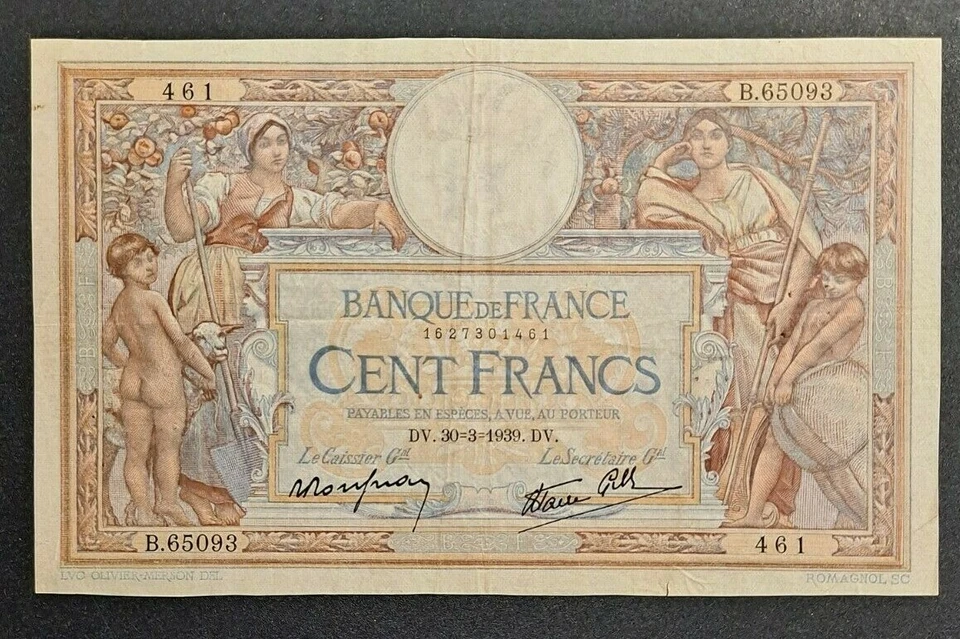 461 B.65093
BANQUE DE FRANCE
1627301461
CENT FRANCS
PAYABLES EN ESPÈCES, A VUE, AU PORTEUR
DV. 30=3=1939. DV.
Le Caissier Gal Le Secrétaire Gal
B.65093 461
LVC OLIVIER-MERSON DEL ROMAGNOL SC